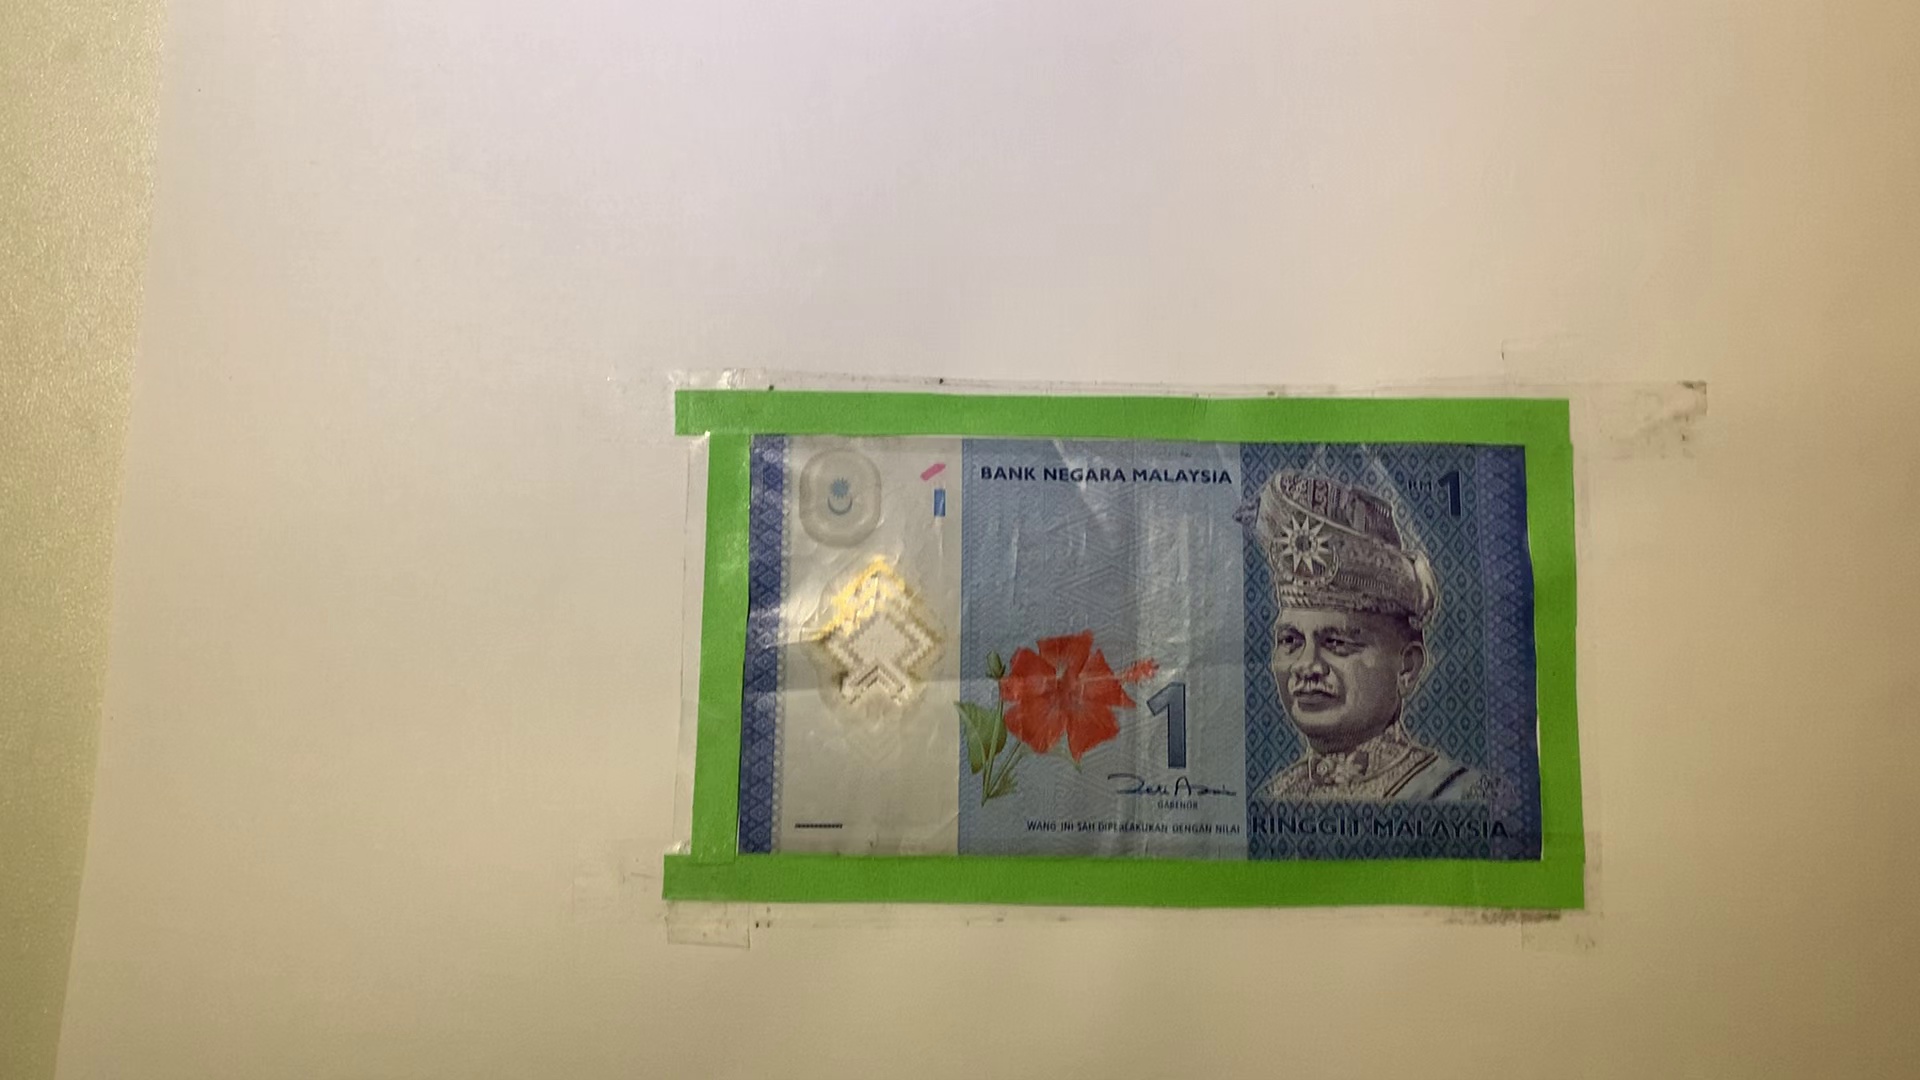 BANK NEGARA MALAYSIA
RM1
1
GABENOR
WANG INI SAH DIPERLAKUKAN DENGAN NILAI
RINGGIT MALAYSIA